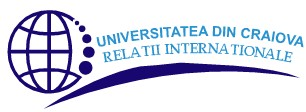 UNIVERSITATEA DIN CRAIOVA
RELATII INTERNATIONALE